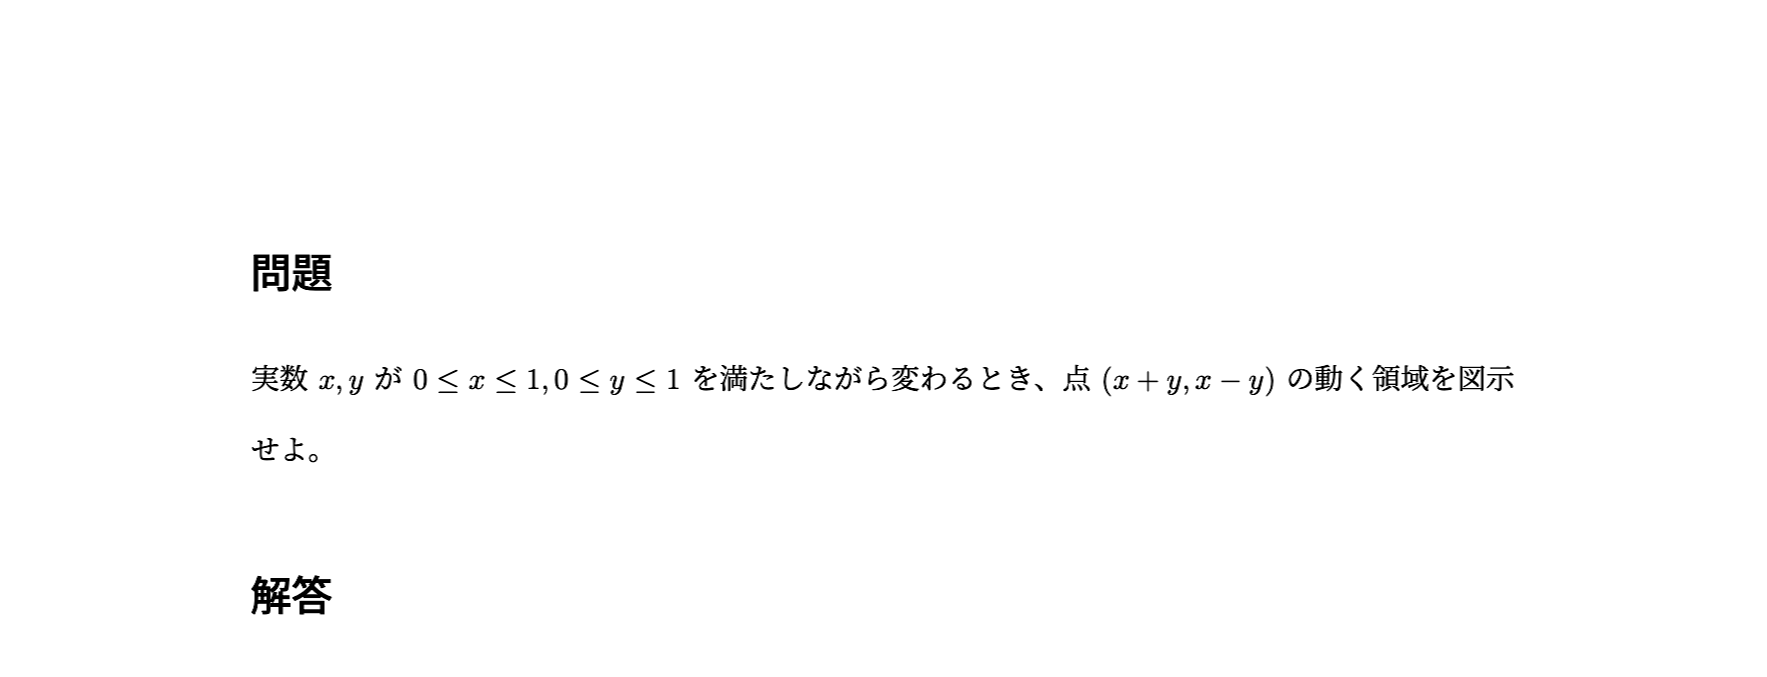 問題
実数 x, y が 0 ≤ x ≤ 1, 0 ≤ y ≤ 1 を満たしながら変わるとき、点 (x + y, x − y) の動く領域を図示
せよ。
解答